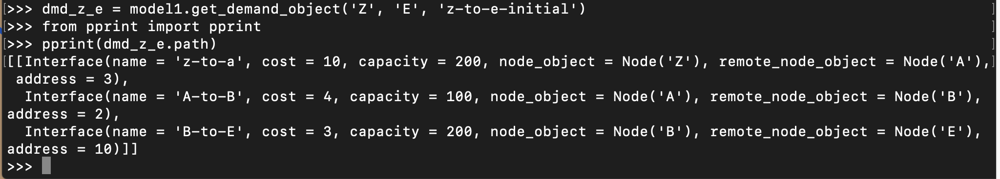 [>>> dmd_z_e = model1.get_demand_object('Z', 'E', 'z-to-e-initial') ]
[>>> from pprint import pprint ]
[>>> pprint(dmd_z_e.path) ]
[[[Interface(name = 'z-to-a', cost = 10, capacity = 200, node_object = Node('Z'), remote_node_object = Node('A'),]
 address = 3),
  Interface(name = 'A-to-B', cost = 4, capacity = 100, node_object = Node('A'), remote_node_object = Node('B'),
address = 2),
  Interface(name = 'B-to-E', cost = 3, capacity = 200, node_object = Node('B'), remote_node_object = Node('E'),
address = 10)]]
>>>